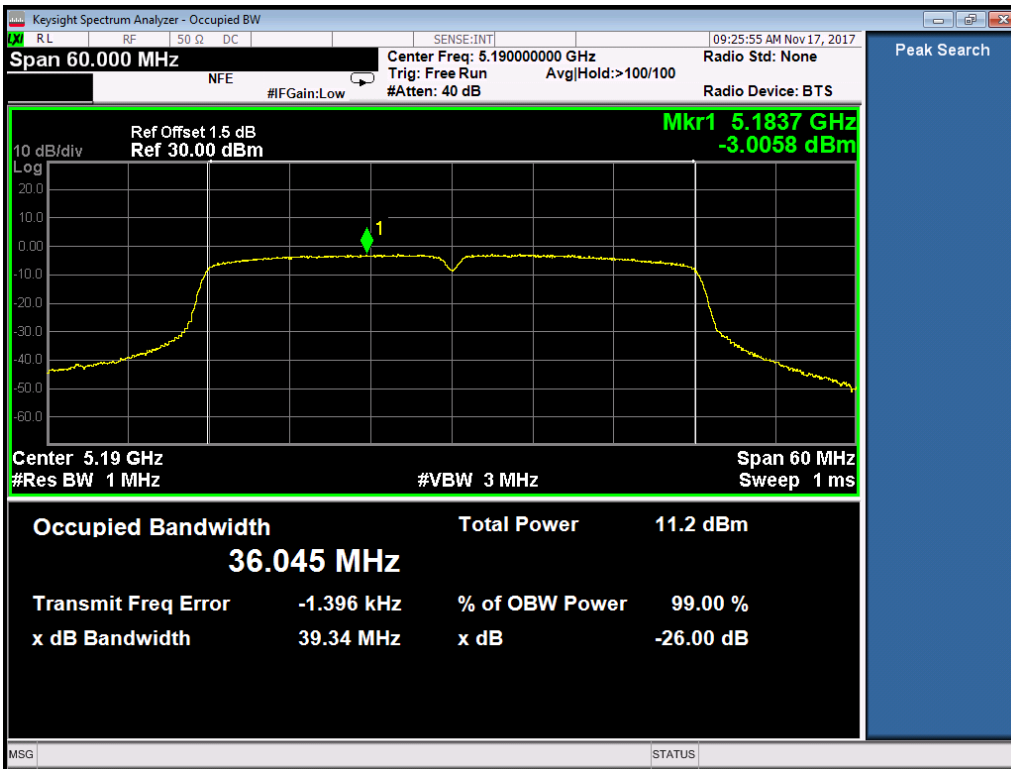 Keysight Spectrum Analyzer - Occupied BW
LXI RL RF 50 Ω DC SENSE:INT 09:25:55 AM Nov 17, 2017
Span 60.000 MHz Center Freq: 5.190000000 GHz Radio Std: None Peak Search
NFE Trig: Free Run Avg|Hold:>100/100
#IFGain:Low #Atten: 40 dB Radio Device: BTS
Mkr1 5.1837 GHz
Ref Offset 1.5 dB
10 dB/div Ref 30.00 dBm -3.0058 dBm
Log
20.0
10.0
1
0.00
-10.0
-20.0
-30.0
-40.0
-50.0
-60.0
Center 5.19 GHz Span 60 MHz
#Res BW 1 MHz #VBW 3 MHz Sweep 1 ms
Occupied Bandwidth Total Power 11.2 dBm
36.045 MHz
Transmit Freq Error -1.396 kHz % of OBW Power 99.00 %
x dB Bandwidth 39.34 MHz x dB -26.00 dB
MSG STATUS